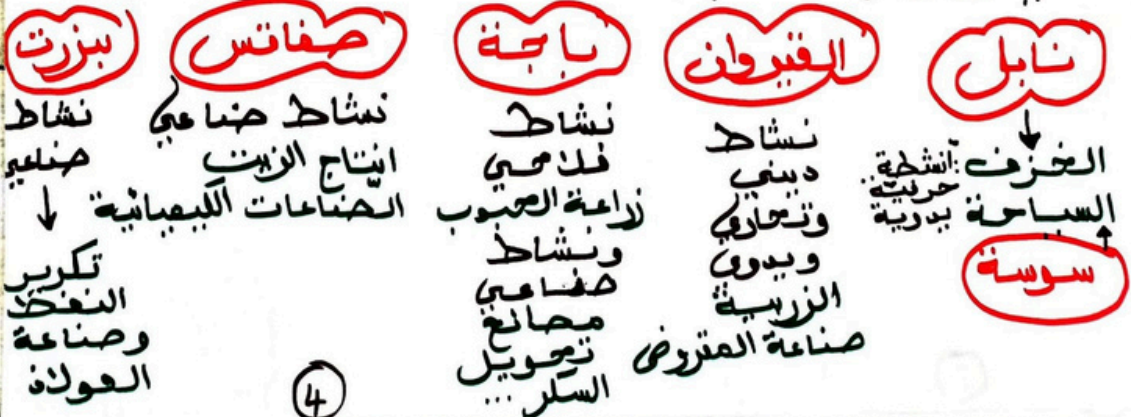 نابل
الخزف: أنشطة
حرفية
السياحة يدوية
سوسة
القيروان
نشاط
ديني
وتجاري
ويدوي
الزربية
صناعة المقروض
باجة
نشاط
فلاحي
زراعة الحبوب
ونشاط
صناعي
مصانع
تحويل
السكر...
صفاقس
نشاط صناعي
انتاج الزيت
الصناعات الكيميائية
بنزرت
نشاط
صناعي
تكرير
النفط
وصناعة
الفولاذ
4